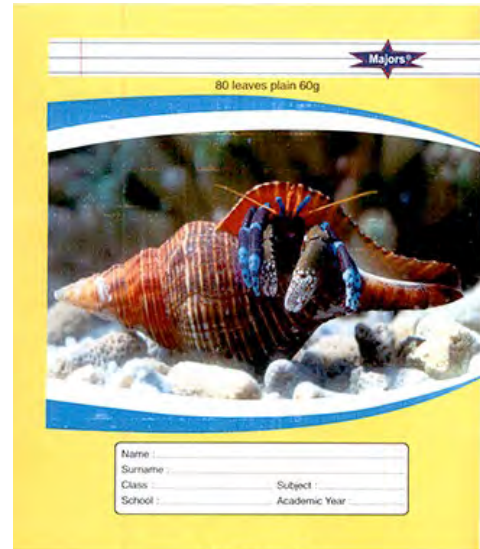 Majors®
80 leaves plain 60g
Name :
Surname :
Class : Subject :
School : Academic Year :